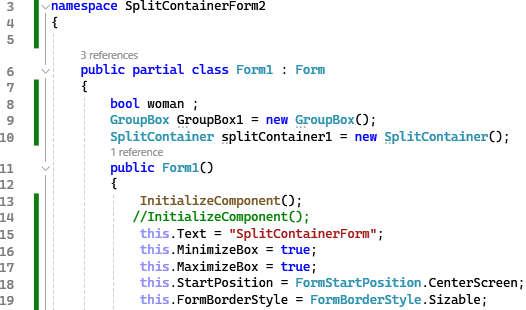 3 namespace SplitContainerForm2
4 {
5
3 references
6 public partial class Form1 : Form
7 {
8 bool woman ;
9 GroupBox GroupBox1 = new GroupBox();
10 SplitContainer splitContainer1 = new SplitContainer();
1 reference
11 public Form1()
12 {
13 InitializeComponent();
14 //InitializeComponent();
15 this.Text = "SplitContainerForm";
16 this.MinimizeBox = true;
17 this.MaximizeBox = true;
18 this.StartPosition = FormStartPosition.CenterScreen;
19 this.FormBorderStyle = FormBorderStyle.Sizable;